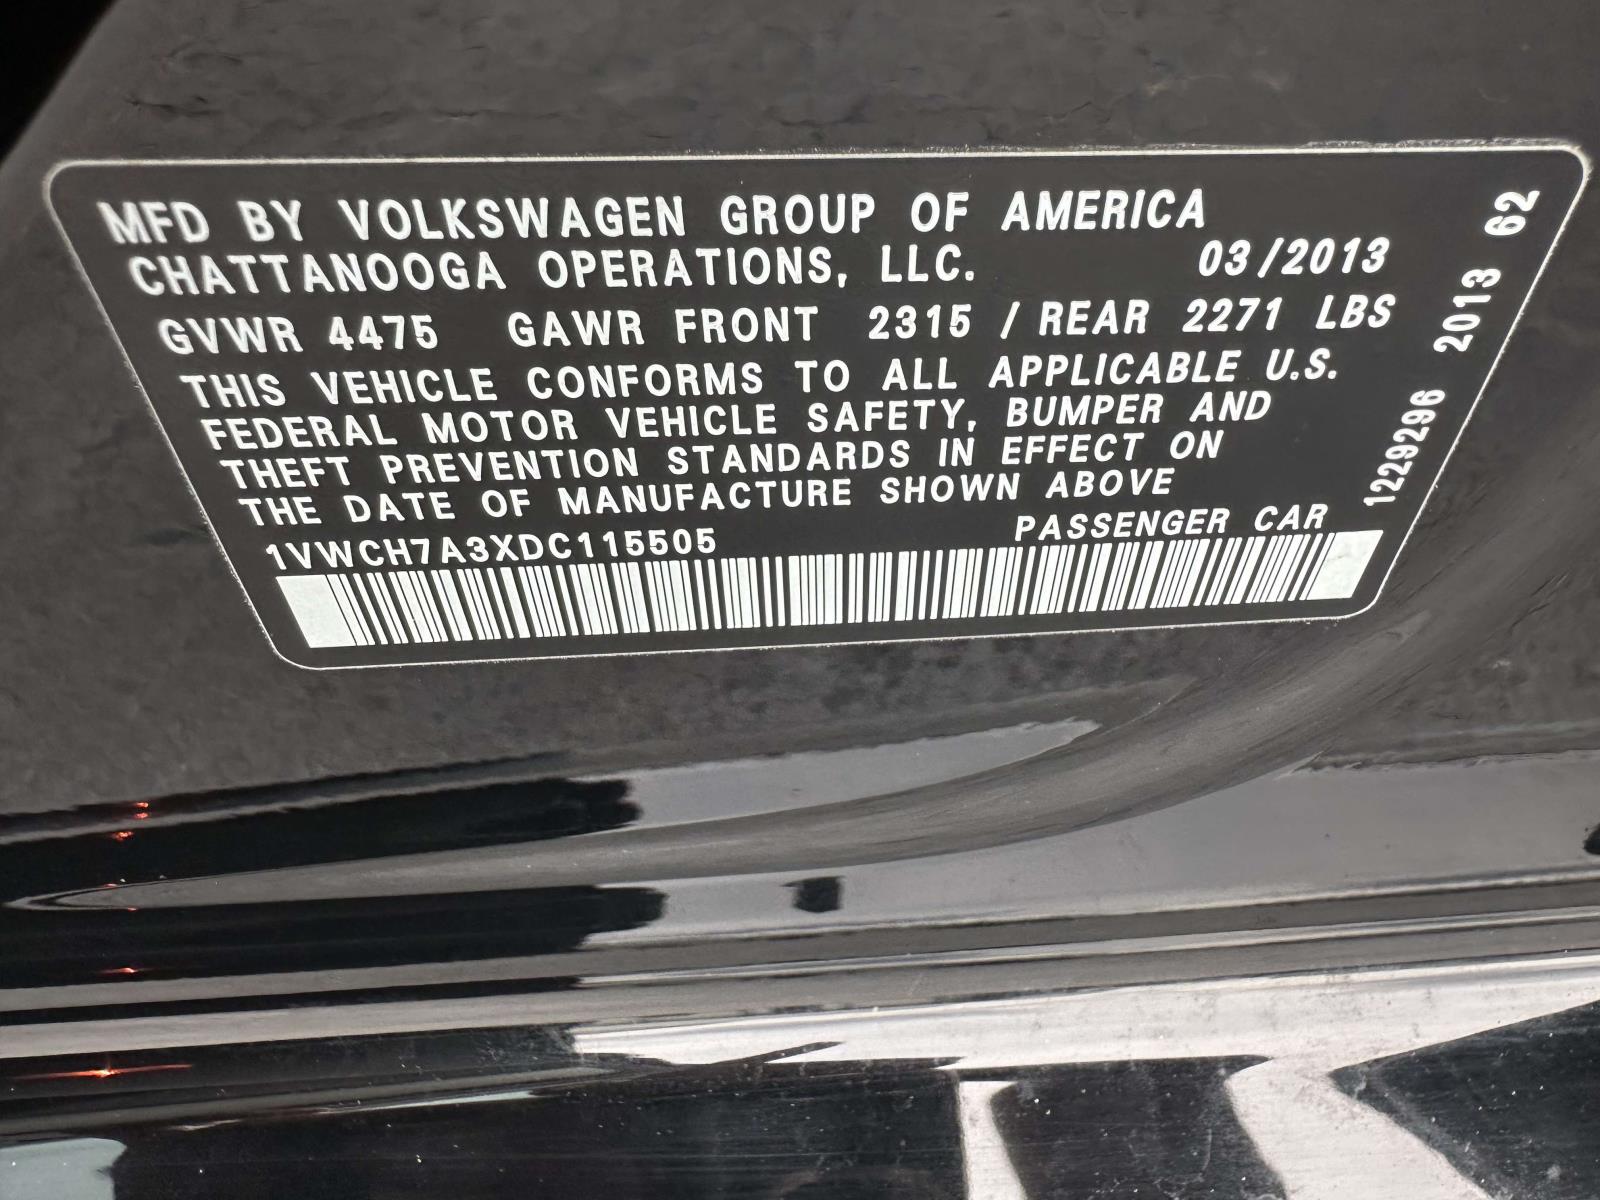 MFD BY VOLKSWAGEN GROUP OF AMERICA
CHATTANOOGA OPERATIONS, LLC. 03/2013
GVWR 4475 GAWR FRONT 2315 / REAR 2271 LBS
THIS VEHICLE CONFORMS TO ALL APPLICABLE U.S.
FEDERAL MOTOR VEHICLE SAFETY, BUMPER AND
THEFT PREVENTION STANDARDS IN EFFECT ON
THE DATE OF MANUFACTURE SHOWN ABOVE
1VWCH7A3XDC115505 PASSENGER CAR
1229296 2013 62